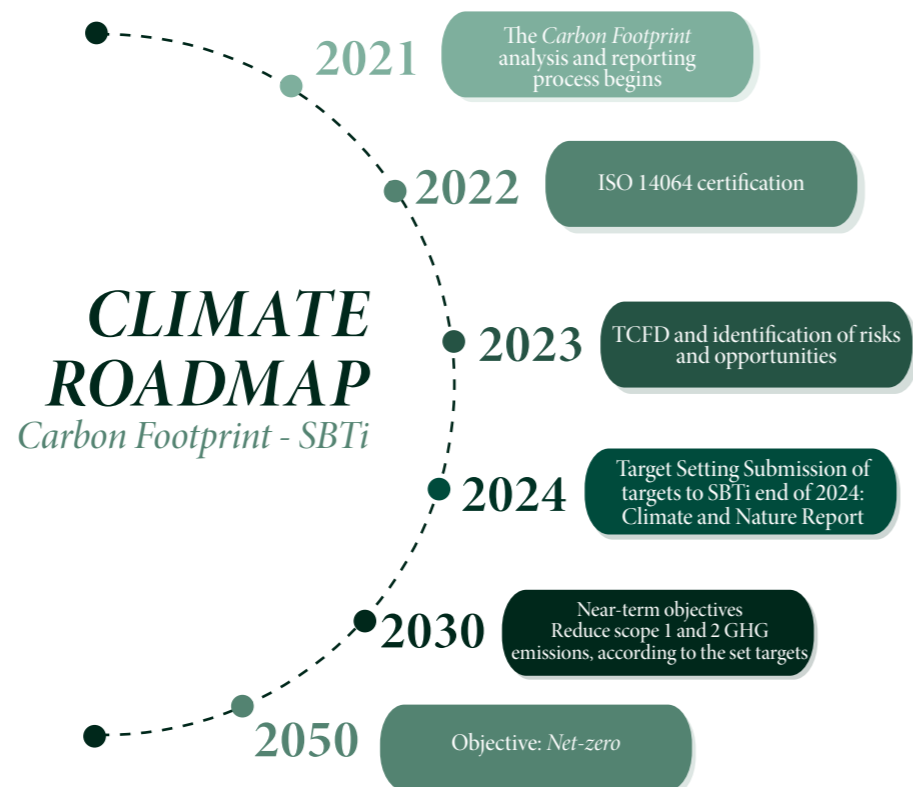 2021
The Carbon Footprint
analysis and reporting
process begins
2022
ISO 14064 certification
CLIMATE
ROADMAP
Carbon Footprint - SBTi
2023
TCFD and identification of risks
and opportunities
2024
Target Setting Submission of
targets to SBTi end of 2024:
Climate and Nature Report
2030
Near-term objectives
Reduce scope 1 and 2 GHG
emissions, according to the set targets
2050
Objective: Net-zero